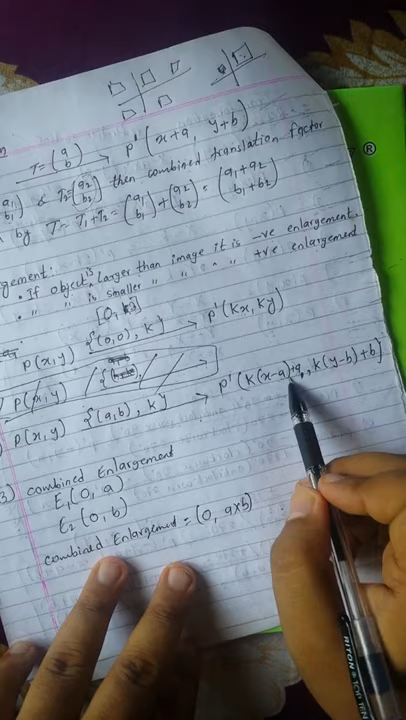 T = (a b) → P'(x+a, y+b)
(a1 b1) & T2 = (a2 b2) then combined translation factor
by T = T1+T2 = (a1 b1) + (a2 b2) = (a1+a2 b1+b2)
gement:
• If object is larger than image it is -ve enlargement.
• " " is smaller " " " " +ve enlargement
[0, k]
P(x,y) {(0,0), k} → P'(Kx, Ky)
P(x,y)
P(x,y) {(a,b), k} → P'(k(x-a)+a, k(y-b)+b}
3) combined Enlargement
E1(0, a)
E2(0, b)
combined Enlargement = (0, a×b)
®
RITON